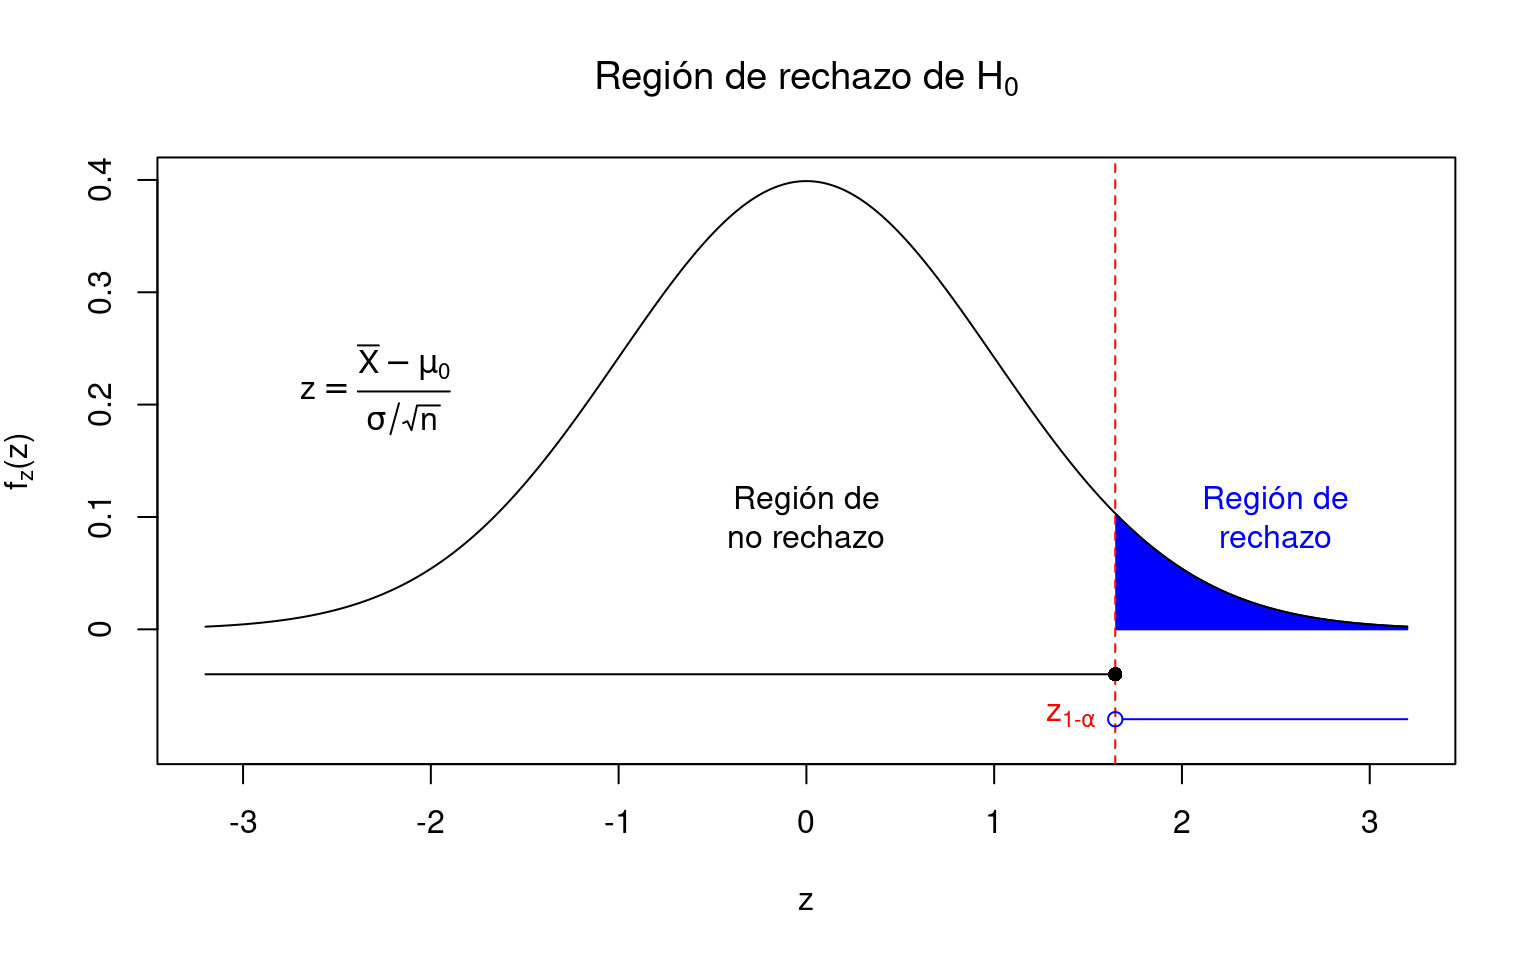 Región de rechazo de H₀
f_z(z)
0.4
0.3
0.2
0.1
0
z = (X̅ − μ₀) / (σ/√n)
Región de
no rechazo
Región de
rechazo
z₁₋α
-3 -2 -1 0 1 2 3
z